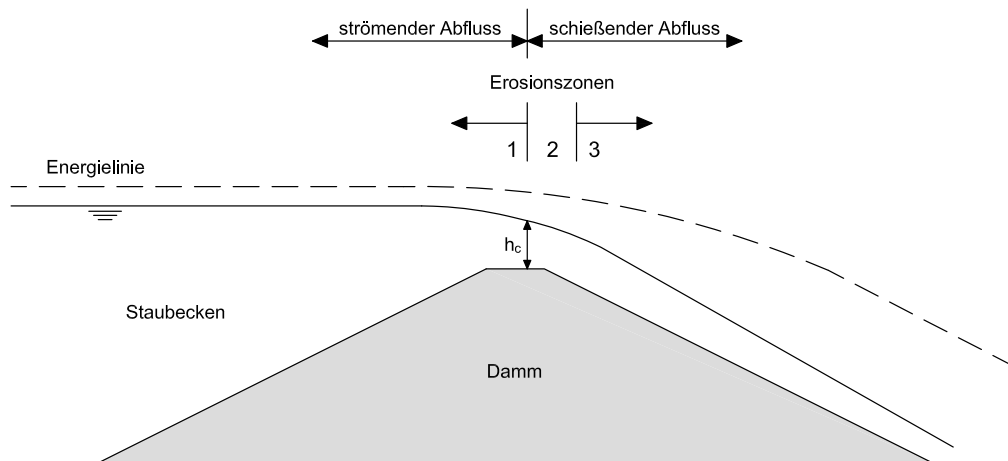 strömender Abfluss
schießender Abfluss
Erosionszonen
1
2
3
Energielinie
hc
Staubecken
Damm